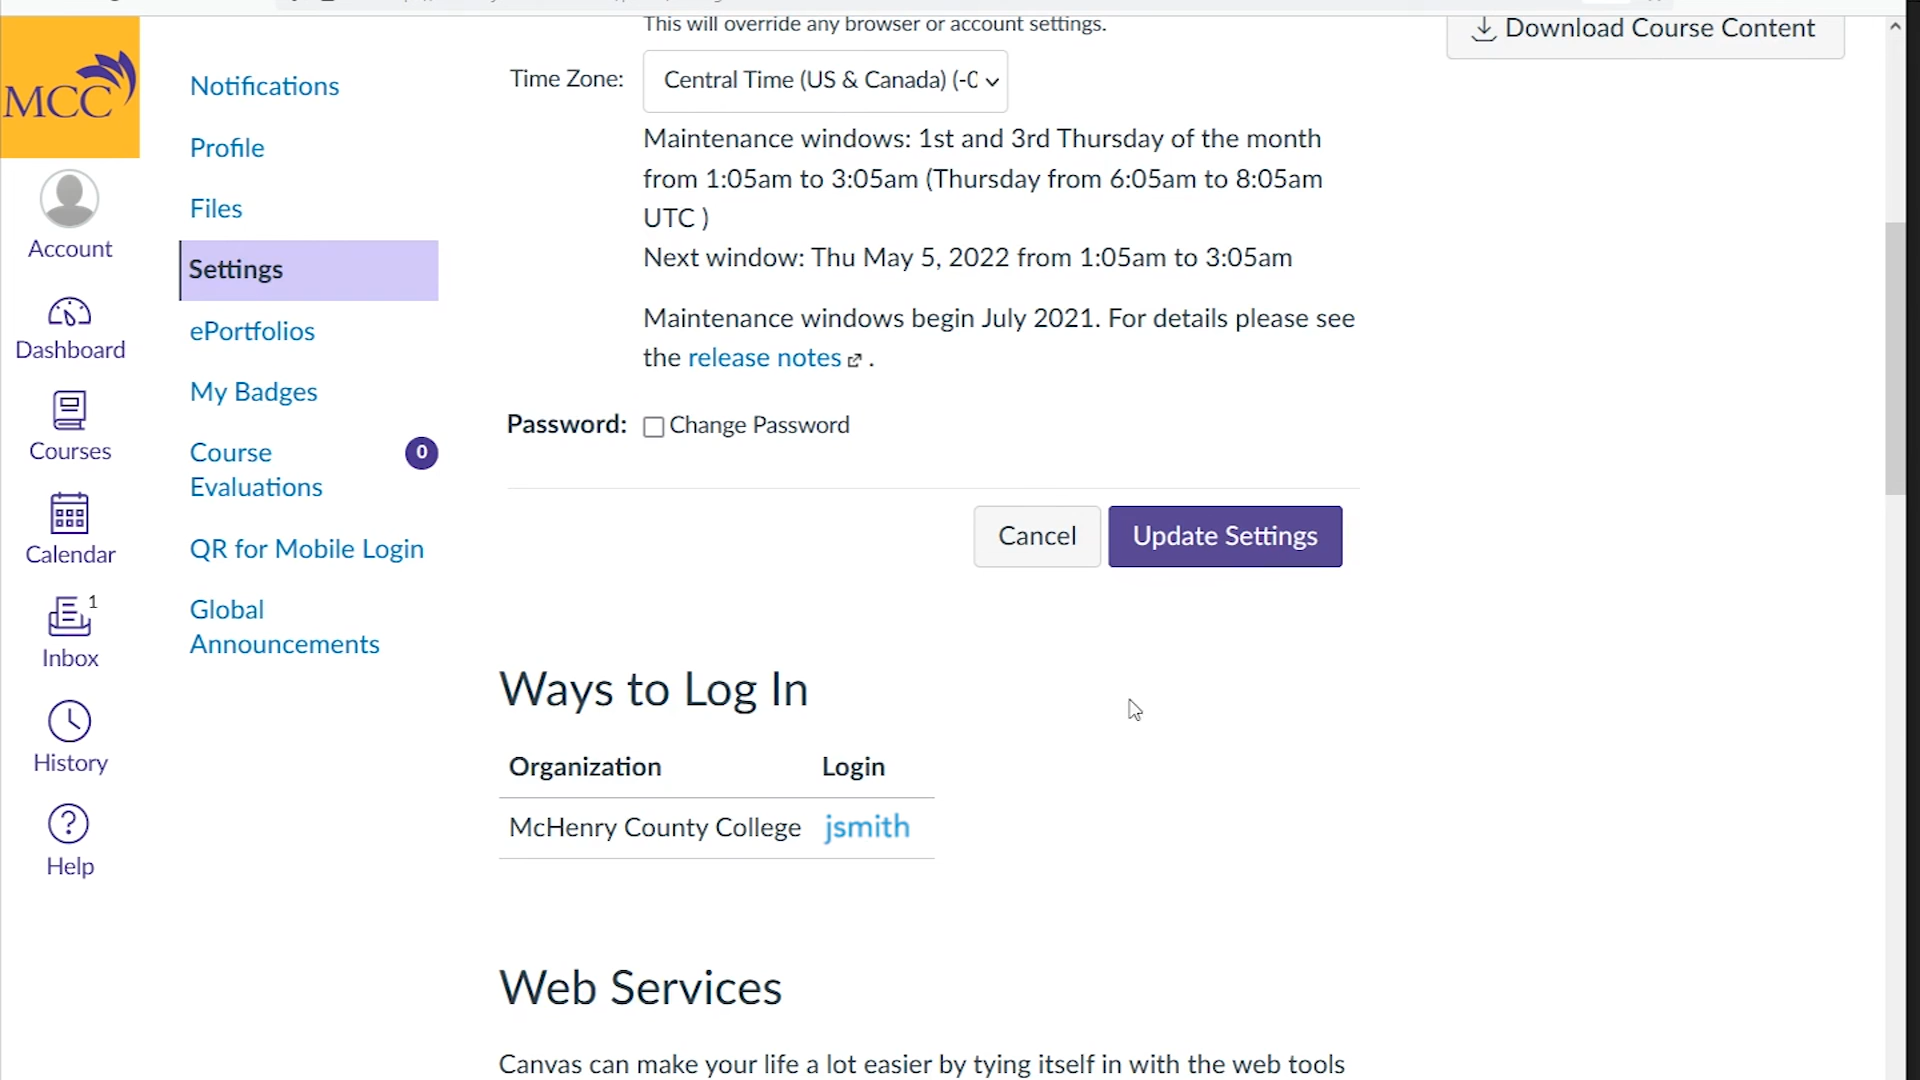 MCC
Account
Dashboard
Courses
Calendar
1
Inbox
History
Help
Notifications
Profile
Files
Settings
ePortfolios
My Badges
Course
Evaluations
0
QR for Mobile Login
Global
Announcements
This will override any browser or account settings.
Time Zone: Central Time (US & Canada) (-0
Maintenance windows: 1st and 3rd Thursday of the month
from 1:05am to 3:05am (Thursday from 6:05am to 8:05am
UTC )
Next window: Thu May 5, 2022 from 1:05am to 3:05am
Maintenance windows begin July 2021. For details please see
the release notes .
Password: Change Password
Cancel Update Settings
Ways to Log In
Organization Login
McHenry County College jsmith
Web Services
Canvas can make your life a lot easier by tying itself in with the web tools
Download Course Content